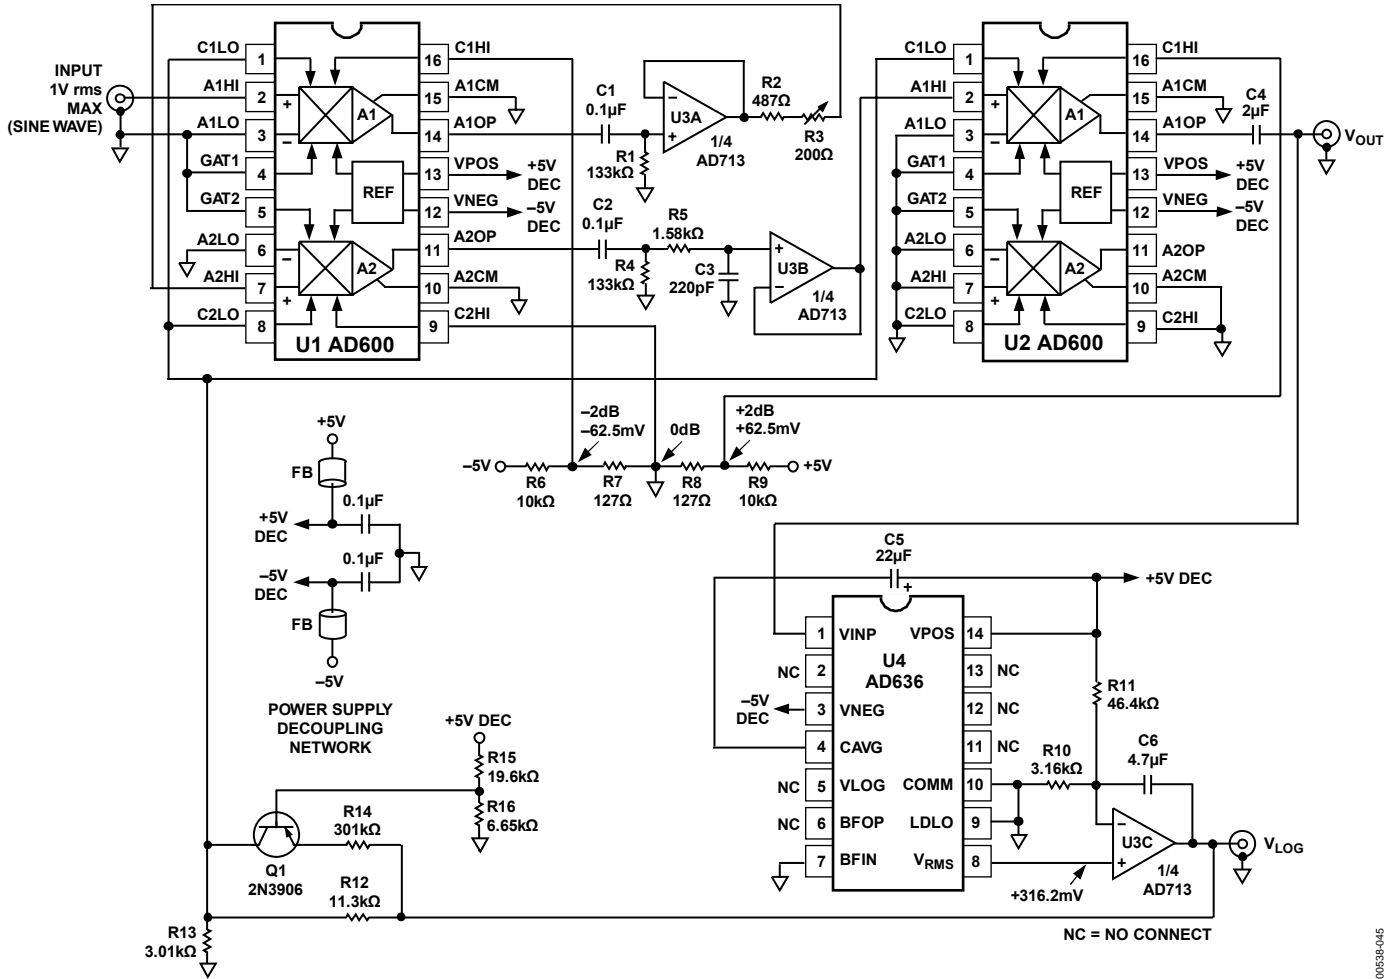 INPUT
1V rms
MAX
(SINE WAVE)
C1LO 1
A1HI 2
A1LO 3
GAT1 4
GAT2 5
A2LO 6
A2HI 7
C2LO 8
+
–
A1
REF
–
+
A2
16 C1HI
15 A1CM
14 A1OP
13 VPOS
12 VNEG
11 A2OP
10 A2CM
9 C2HI
U1 AD600
+5V
DEC
–5V
DEC
C1
0.1µF
R1
133kΩ
–
+
U3A
1/4
AD713
R2
487Ω
R3
200Ω
C2
0.1µF
R4
133kΩ
R5
1.58kΩ
C3
220pF
+
–
U3B
1/4
AD713
C1LO 1
A1HI 2
A1LO 3
GAT1 4
GAT2 5
A2LO 6
A2HI 7
C2LO 8
+
–
A1
REF
–
+
A2
16 C1HI
15 A1CM
14 A1OP
13 VPOS
12 VNEG
11 A2OP
10 A2CM
9 C2HI
U2 AD600
C4
2µF
VOUT
+5V
DEC
–5V
DEC
–2dB
–62.5mV
0dB
+2dB
+62.5mV
–5V
R6
10kΩ
R7
127Ω
R8
127Ω
R9
10kΩ
+5V
+5V
FB
0.1µF
+5V
DEC
0.1µF
–5V
DEC
FB
–5V
POWER SUPPLY
DECOUPLING
NETWORK
+5V DEC
R15
19.6kΩ
R16
6.65kΩ
R14
301kΩ
Q1
2N3906
R12
11.3kΩ
R13
3.01kΩ
C5
22µF
+
+5V DEC
1 VINP
NC 2
–5V
DEC
3 VNEG
4 CAVG
NC 5 VLOG
NC 6 BFOP
7 BFIN
U4
AD636
VPOS 14
13 NC
12 NC
11 NC
COMM 10
LDLO 9
VRMS 8
R11
46.4kΩ
R10
3.16kΩ
C6
4.7µF
–
+
U3C
1/4
AD713
+316.2mV
VLOG
NC = NO CONNECT
00538-045